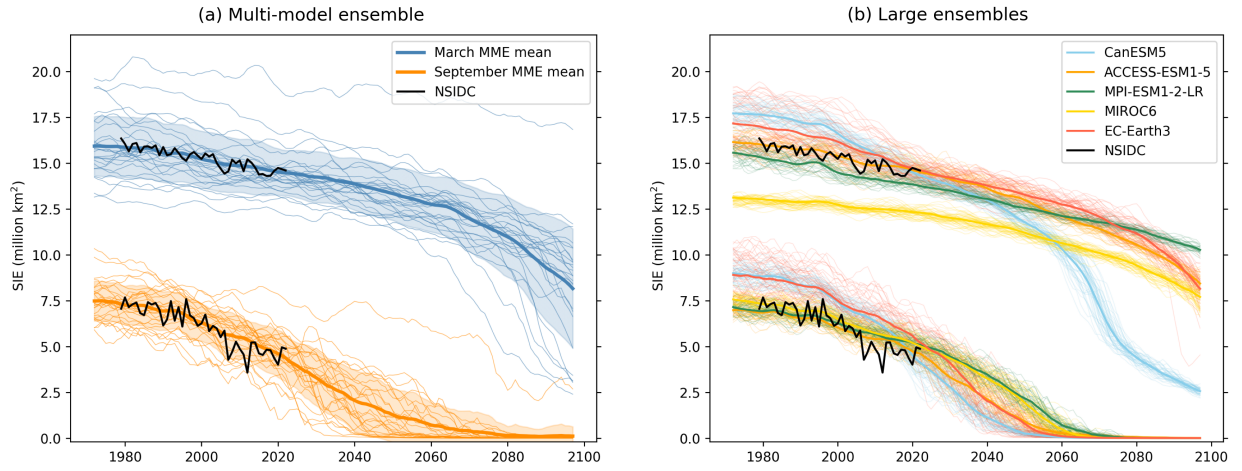 (a) Multi-model ensemble
March MME mean
September MME mean
NSIDC
SIE (million km²)
20.0
17.5
15.0
12.5
10.0
7.5
5.0
2.5
0.0
1980
2000
2020
2040
2060
2080
2100
(b) Large ensembles
CanESM5
ACCESS-ESM1-5
MPI-ESM1-2-LR
MIROC6
EC-Earth3
NSIDC
SIE (million km²)
20.0
17.5
15.0
12.5
10.0
7.5
5.0
2.5
0.0
1980
2000
2020
2040
2060
2080
2100